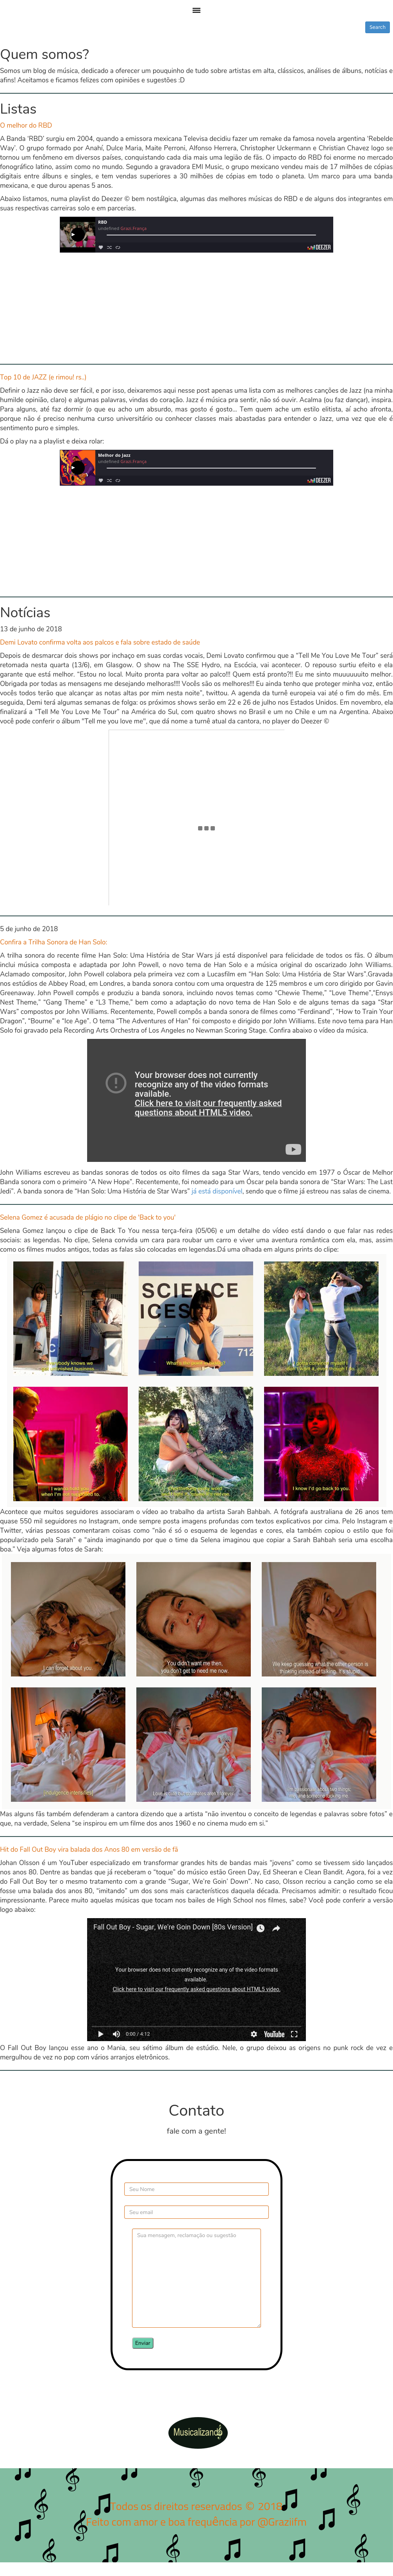 Search
Quem somos?
Somos um blog de música, dedicado a oferecer um pouquinho de tudo sobre artistas em alta, clássicos, análises de álbuns, notícias e
afins! Aceitamos e ficamos felizes com opiniões e sugestões :D
Listas
O melhor do RBD
A Banda 'RBD' surgiu em 2004, quando a emissora mexicana Televisa decidiu fazer um remake da famosa novela argentina 'Rebelde
Way'. O grupo formado por Anahí, Dulce Maria, Maite Perroni, Alfonso Herrera, Christopher Uckermann e Christian Chavez logo se
tornou um fenômeno em diversos países, conquistando cada dia mais uma legião de fãs. O impacto do RBD foi enorme no mercado
fonográfico latino, assim como no mundo. Sendo a gravadora EMI Music, o grupo mexicano vendeu mais de 17 milhões de cópias
digitais entre álbuns e singles, e tem vendas superiores a 30 milhões de cópias em todo o planeta. Um marco para uma banda
mexicana, e que durou apenas 5 anos.
Abaixo listamos, numa playlist do Deezer © bem nostálgica, algumas das melhores músicas do RBD e de alguns dos integrantes em
suas respectivas carreiras solo e em parcerias.
RBD
undefined Grazi França
DEEZER
Top 10 de JAZZ (e rimou! rs..)
Definir o Jazz não deve ser fácil, e por isso, deixaremos aqui nesse post apenas uma lista com as melhores canções de Jazz (na minha
humilde opinião, claro) e algumas palavras, vindas do coração. Jazz é música pra sentir, não só ouvir. Acalma (ou faz dançar), inspira.
Para alguns, até faz dormir (o que eu acho um absurdo, mas gosto é gosto... Tem quem ache um estilo elitista, aí acho afronta,
porque não é preciso nenhuma curso universitário ou conhecer classes mais abastadas para entender o Jazz, uma vez que ele é
sentimento puro e simples.
Dá o play na a playlist e deixa rolar:
Melhor do Jazz
undefined Grazi França
DEEZER
Notícias
13 de junho de 2018
Demi Lovato confirma volta aos palcos e fala sobre estado de saúde
Depois de desmarcar dois shows por inchaço em suas cordas vocais, Demi Lovato confirmou que a "Tell Me You Love Me Tour" será
retomada nesta quarta (13/6), em Glasgow. O show na The SSE Hydro, na Escócia, vai acontecer. O repouso parece surtiu efeito e ela
garante que está melhor. "Estou no local. Muito pronta para voltar ao palco!!! Quem está pronto?!! Eu me sinto muuuuuuito melhor.
Obrigada por todas as mensagens me desejando melhoras!!!! Vocês são os melhores!!! Eu ainda tenho que proteger minha voz, então
vocês todos terão que alcançar as notas altas por mim nesta noite", twittou. A agenda da turnê europeia vai até o fim do mês. Em
seguida, Demi terá algumas semanas de folga: os próximos shows serão em 22 e 26 de julho nos Estados Unidos. Em novembro, ela
finalizará a "Tell Me You Love Me Tour" na América do Sul, com quatro shows no Brasil e um no Chile e um na Argentina. Abaixo
você pode conferir o álbum "Tell me you love me", que dá nome a turnê atual da cantora, no player do Deezer ©
5 de junho de 2018
Confira a Trilha Sonora de Han Solo:
A trilha sonora do recente filme Han Solo: Uma História de Star Wars já está disponível para felicidade de todos os fãs. O álbum
inclui música composta e adaptada por John Powell, o novo tema de Han Solo e a música original do oscarizado John Williams.
Aclamado compositor, John Powell colabora pela primeira vez com a Lucasfilm em "Han Solo: Uma História de Star Wars".Gravada
nos estúdios de Abbey Road, em Londres, a banda sonora contou com uma orquestra de 125 membros e um coro dirigido por Gavin
Greenaway. John Powell compôs e produziu a banda sonora, incluindo os novos temas como "Chewie Theme," "Love Theme","Ensys
Nest Theme," "Gang Theme" e "L3 Theme," bem como a adaptação do novo tema de Han Solo e de alguns temas da saga "Star
Wars" compostos por John Williams. Recentemente, Powell compôs a banda sonora de filmes como "Ferdinand", "How to Train Your
Dragon", "Bourne" e "Ice Age". O tema "The Adventures of Han" foi composto e dirigido por John Williams. Este novo tema para Han
Solo foi gravado pela Recording Arts Orchestra of Los Angeles no Newman Scoring Stage. Confira abaixo o vídeo da música.
Your browser does not currently
recognize any of the video formats
available.
Click here to visit our frequently asked
questions about HTML5 video.
John Williams escreveu as bandas sonoras de todos os oito filmes da saga Star Wars, tendo vencido em 1977 o Óscar de Melhor
Banda sonora com o primeiro "A New Hope". Recentemente, foi nomeado para um Óscar pela banda sonora de "Star Wars: The Last
Jedi". A banda sonora de "Han Solo: Uma História de Star Wars" já está disponível, sendo que o filme já estreou nas salas de cinema.
Selena Gomez é acusada de plágio no clipe de 'Back to you'
Selena Gomez lançou o clipe de Back To You nessa terça-feira (05/06) e um detalhe do vídeo está dando o que falar nas redes
sociais: as legendas. No clipe, Selena convida um cara para roubar um carro e viver uma aventura romântica com ela, mas, assim
como os filmes mudos antigos, todas as falas são colocadas em legendas.Dá uma olhada em alguns prints do clipe:
I know I'd go back to you.
Acontece que muitos seguidores associaram o vídeo ao trabalho da artista Sarah Bahbah. A fotógrafa australiana de 26 anos tem
quase 550 mil seguidores no Instagram, onde sempre posta imagens profundas com textos explicativos por cima. Pelo Instagram e
Twitter, várias pessoas comentaram coisas como "não é só o esquema de legendas e cores, ela também copiou o estilo que foi
popularizado pela Sarah" e "ainda imaginando por que o time da Selena imaginou que copiar a Sarah Bahbah seria uma escolha
boa." Veja algumas fotos de Sarah:
I can forget about you.
You didn't want me then,
you don't get to need me now.
We keep guessing what the other person is
thinking instead of talking. It's stupid.
Mas alguns fãs também defenderam a cantora dizendo que a artista "não inventou o conceito de legendas e palavras sobre fotos" e
que, na verdade, Selena "se inspirou em um filme dos anos 1960 e no cinema mudo em si."
Hit do Fall Out Boy vira balada dos Anos 80 em versão de fã
Johan Olsson é um YouTuber especializado em transformar grandes hits de bandas mais "jovens" como se tivessem sido lançados
nos anos 80. Dentre as bandas que já receberam o "toque" do músico estão Green Day, Ed Sheeran e Clean Bandit. Agora, foi a vez
do Fall Out Boy ter o mesmo tratamento com a grande "Sugar, We're Goin' Down". No caso, Olsson recriou a canção como se ela
fosse uma balada dos anos 80, "imitando" um dos sons mais característicos daquela década. Precisamos admitir: o resultado ficou
impressionante. Parece muito aquelas músicas que tocam nos bailes de High School nos filmes, sabe? Você pode conferir a versão
logo abaixo:
Fall Out Boy - Sugar, We're Goin Down [80s Version]
Your browser does not currently recognize any of the video formats
available.
Click here to visit our frequently asked questions about HTML5 video.
0:00 / 4:12
YouTube
O Fall Out Boy lançou esse ano o Mania, seu sétimo álbum de estúdio. Nele, o grupo deixou as origens no punk rock de vez e
mergulhou de vez no pop com vários arranjos eletrônicos.
Contato
fale com a gente!
Seu Nome
Seu email
Sua mensagem, reclamação ou sugestão
Enviar
Musicalizando
Todos os direitos reservados © 2018
Feito com amor e boa frequência por @Grazilfm